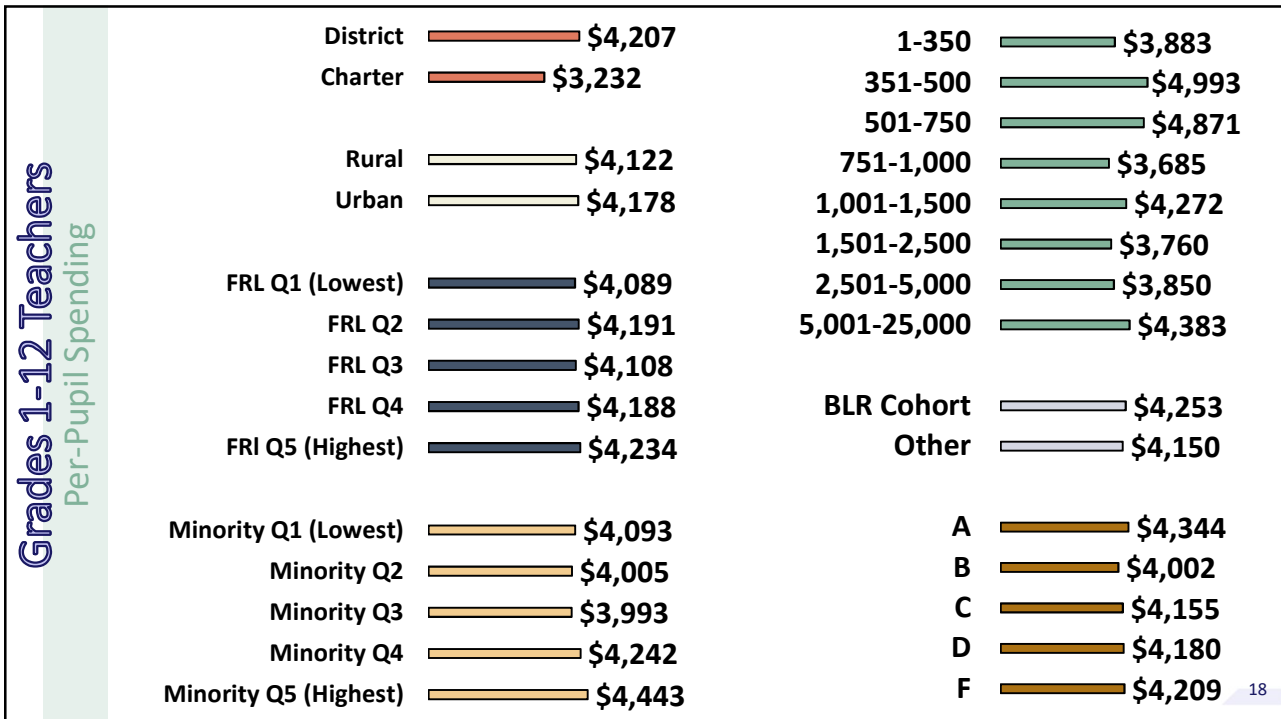 Grades 1-12 Teachers
Per-Pupil Spending
District $4,207
Charter $3,232
Rural $4,122
Urban $4,178
FRL Q1 (Lowest) $4,089
FRL Q2 $4,191
FRL Q3 $4,108
FRL Q4 $4,188
FRl Q5 (Highest) $4,234
Minority Q1 (Lowest) $4,093
Minority Q2 $4,005
Minority Q3 $3,993
Minority Q4 $4,242
Minority Q5 (Highest) $4,443
1-350 $3,883
351-500 $4,993
501-750 $4,871
751-1,000 $3,685
1,001-1,500 $4,272
1,501-2,500 $3,760
2,501-5,000 $3,850
5,001-25,000 $4,383
BLR Cohort $4,253
Other $4,150
A $4,344
B $4,002
C $4,155
D $4,180
F $4,209
18